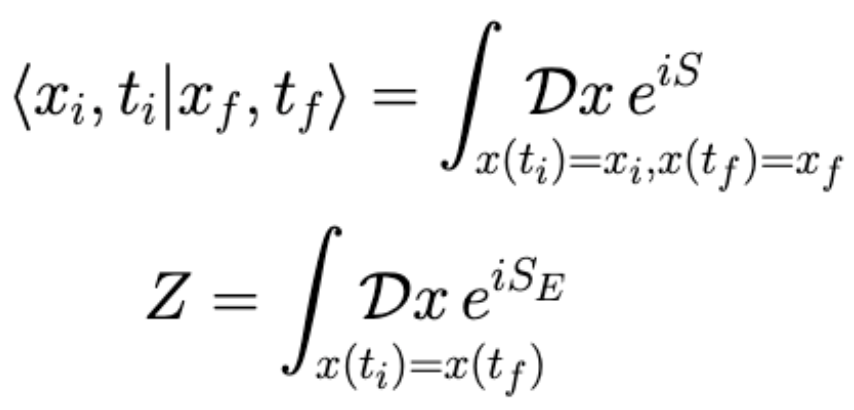 ⟨x_i, t_i|x_f, t_f⟩ = ∫_{x(t_i)=x_i,x(t_f)=x_f} 𝒟x e^{iS}
Z = ∫_{x(t_i)=x(t_f)} 𝒟x e^{iS_E}